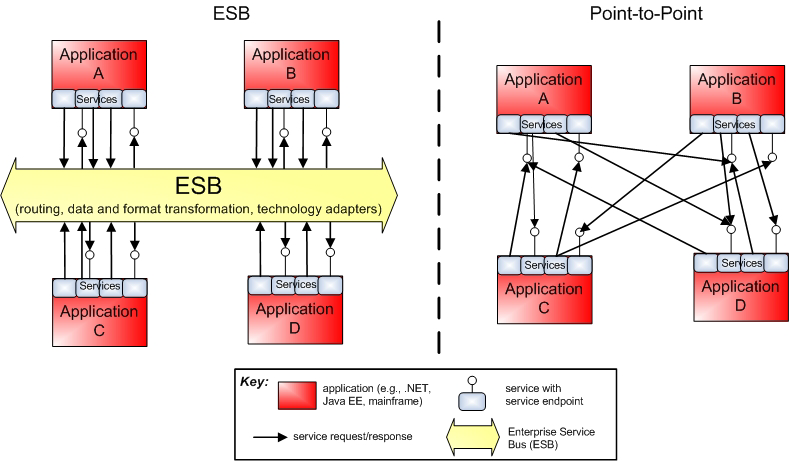 ESB
Point-to-Point
Application
A
Services
Application
B
Services
Application
A
Services
Application
B
Services
ESB
(routing, data and format transformation, technology adapters)
Services
Application
C
Services
Application
D
Services
Application
C
Services
Application
D
Key:
application (e.g., .NET,
Java EE, mainframe)
service with
service endpoint
service request/response
Enterprise Service
Bus (ESB)